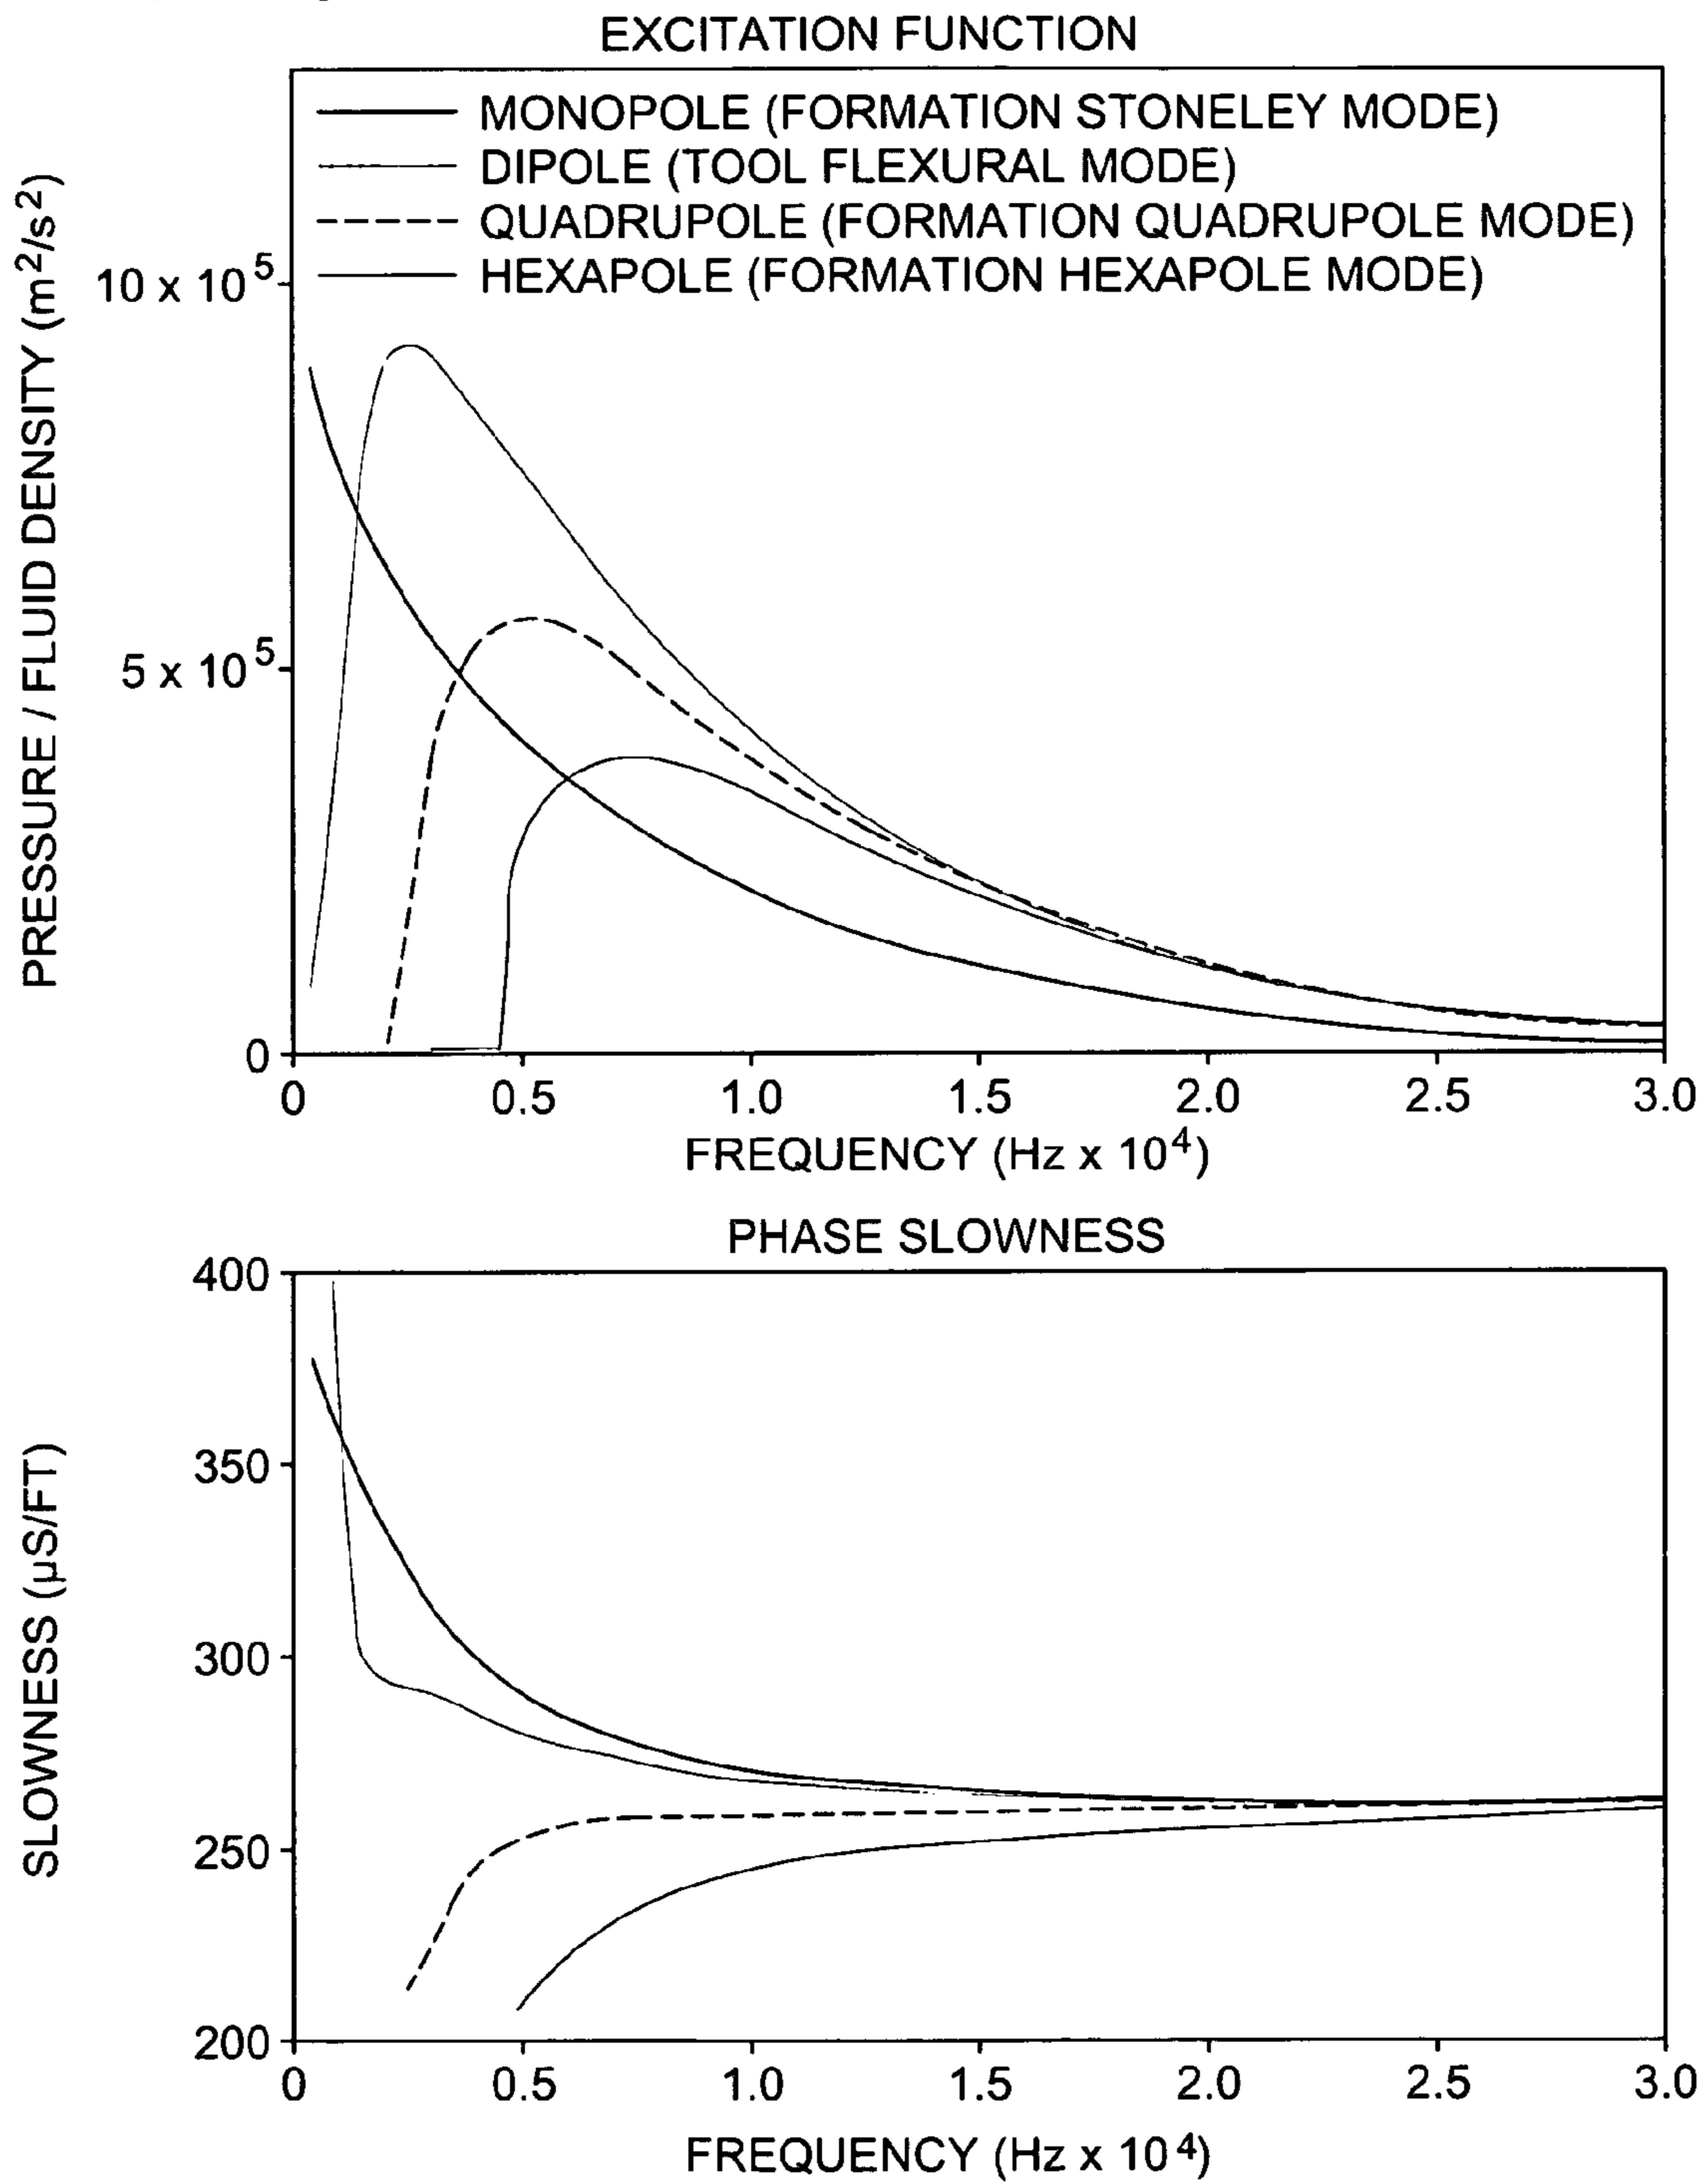 EXCITATION FUNCTION
MONOPOLE (FORMATION STONELEY MODE)
DIPOLE (TOOL FLEXURAL MODE)
QUADRUPOLE (FORMATION QUADRUPOLE MODE)
HEXAPOLE (FORMATION HEXAPOLE MODE)
PRESSURE / FLUID DENSITY (m²/s²)
10 x 10⁵
5 x 10⁵
0
0 0.5 1.0 1.5 2.0 2.5 3.0
FREQUENCY (Hz x 10⁴)
PHASE SLOWNESS
SLOWNESS (µS/FT)
400
350
300
250
200
0 0.5 1.0 1.5 2.0 2.5 3.0
FREQUENCY (Hz x 10⁴)